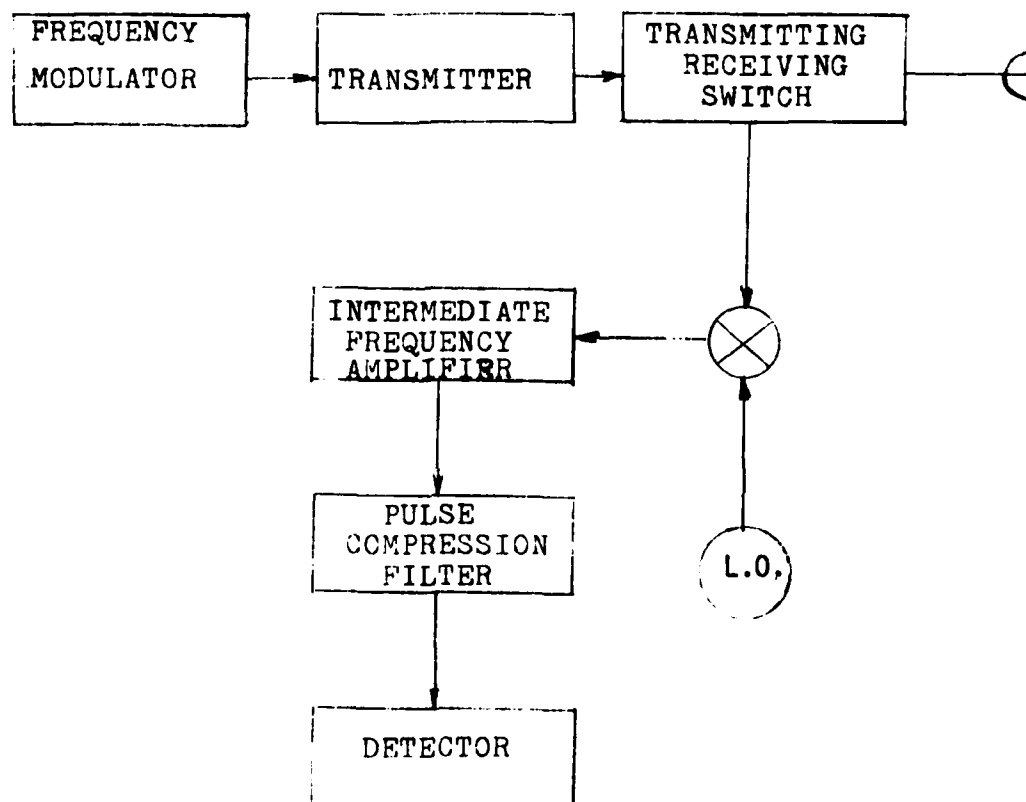 FREQUENCY
MODULATOR
TRANSMITTER
TRANSMITTING
RECEIVING
SWITCH
INTERMEDIATE
FREQUENCY
AMPLIFIER
L.O.
PULSE
COMPRESSION
FILTER
DETECTOR